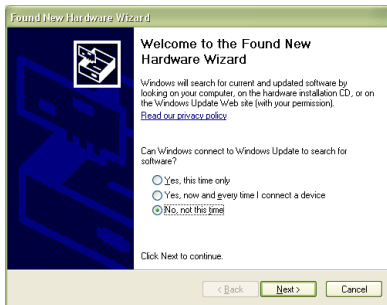 Found New Hardware Wizard
Welcome to the Found New
Hardware Wizard
Windows will search for current and updated software by
looking on your computer, on the hardware installation CD, or on
the Windows Update Web site (with your permission).
Read our privacy policy
Can Windows connect to Windows Update to search for
software?
Yes, this time only
Yes, now and every time I connect a device
No, not this time
Click Next to continue.
< Back
Next >
Cancel